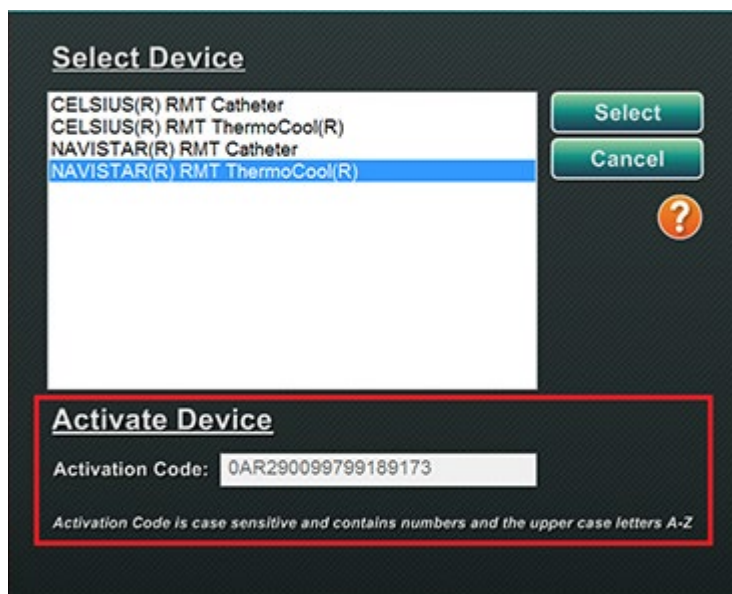 Select Device
CELSIUS(R) RMT Catheter
CELSIUS(R) RMT ThermoCool(R)
NAVISTAR(R) RMT Catheter
NAVISTAR(R) RMT ThermoCool(R)
Select
Cancel
?
Activate Device
Activation Code: 0AR290099799189173
Activation Code is case sensitive and contains numbers and the upper case letters A-Z